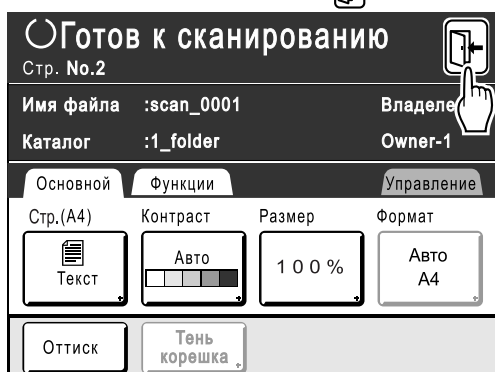 Готов к сканированию
Стр. No.2
Имя файла :scan_0001
Каталог :1_folder Owner-1
Основной Функции Управление
Стр.(A4) Контраст Размер Формат
Текст Авто 100% Авто
A4
Оттиск Тень
корешка